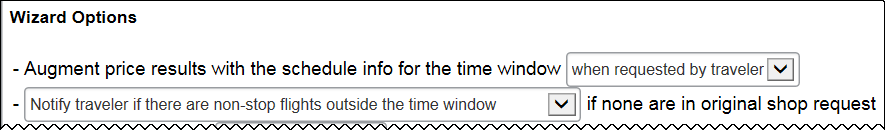 Wizard Options
- Augment price results with the schedule info for the time window when requested by traveler
- Notify traveler if there are non-stop flights outside the time window if none are in original shop request